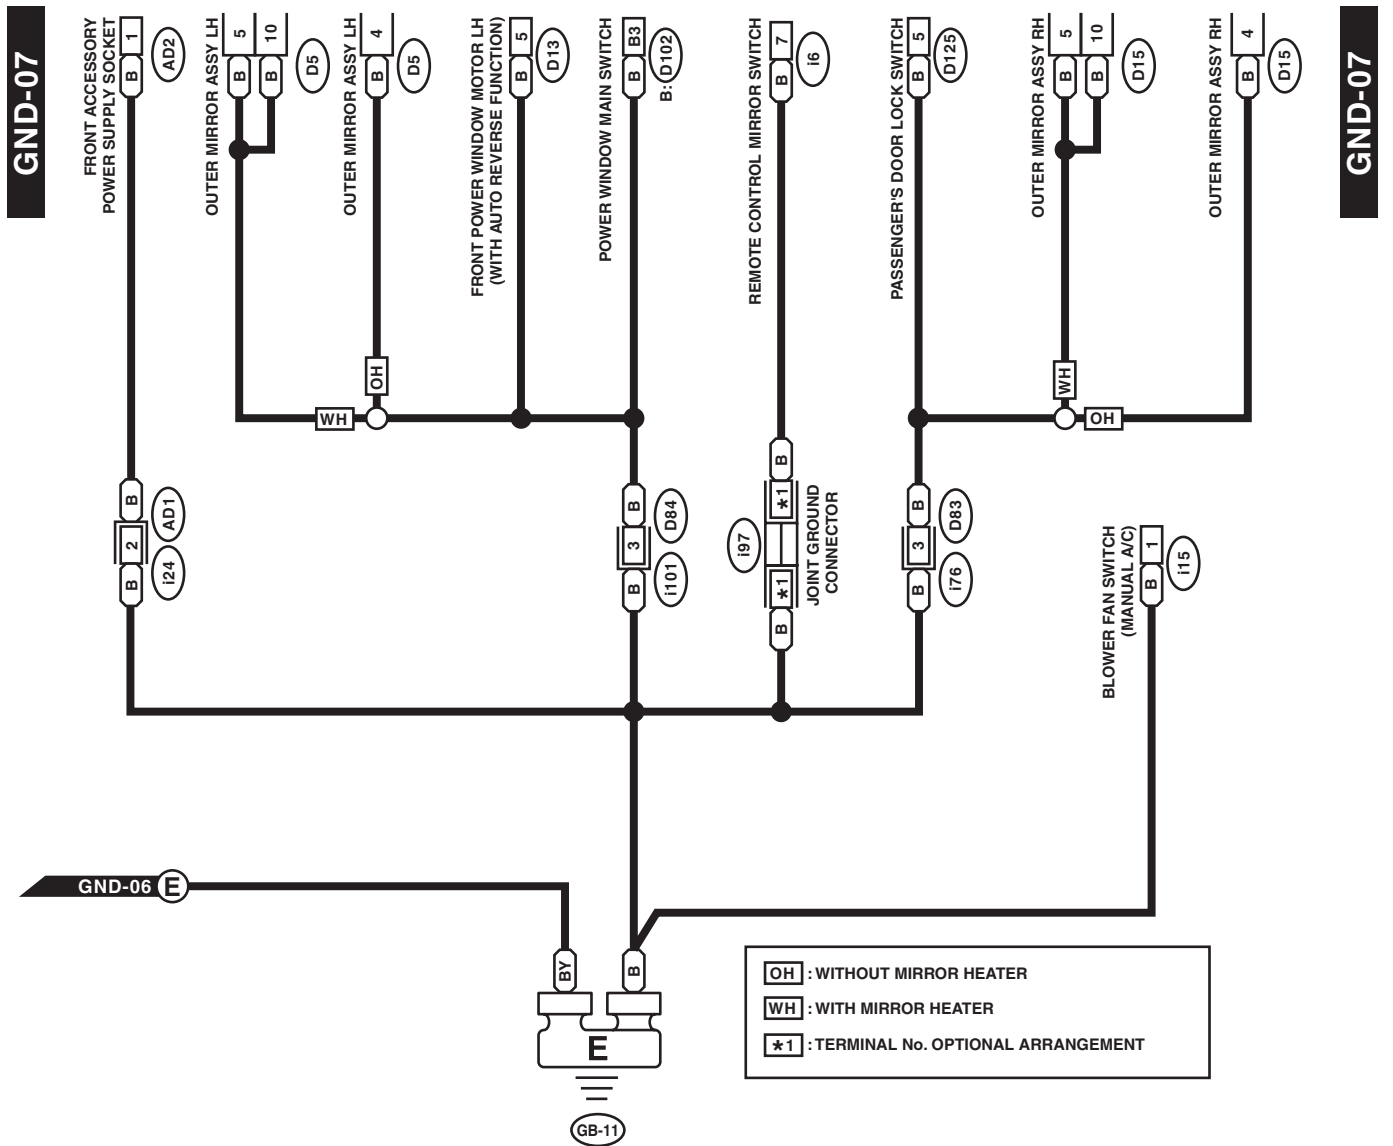 GND-07
GND-07
FRONT ACCESSORY
POWER SUPPLY SOCKET
1
B
AD2
OUTER MIRROR ASSY LH
5
10
B
B
D5
OUTER MIRROR ASSY LH
4
B
D5
FRONT POWER WINDOW MOTOR LH
(WITH AUTO REVERSE FUNCTION)
5
B
D13
POWER WINDOW MAIN SWITCH
B3
B
B: D102
REMOTE CONTROL MIRROR SWITCH
7
B
i6
PASSENGER'S DOOR LOCK SWITCH
5
B
D125
OUTER MIRROR ASSY RH
5
10
B
B
D15
OUTER MIRROR ASSY RH
4
B
D15
OH
WH
WH
OH
B
AD1
2
i24
B
B
D84
3
i101
B
B
*1
i97
*1
B
JOINT GROUND
CONNECTOR
B
D83
3
i76
B
BLOWER FAN SWITCH
(MANUAL A/C)
1
B
i15
GND-06 E
BY
B
E
GB-11
OH : WITHOUT MIRROR HEATER
WH : WITH MIRROR HEATER
*1 : TERMINAL No. OPTIONAL ARRANGEMENT